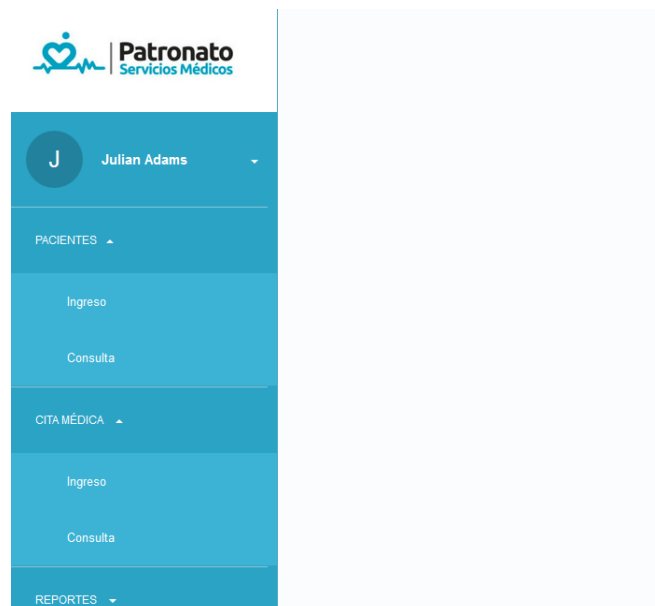 Patronato
Servicios Médicos
J
Julian Adams
PACIENTES
Ingreso
Consulta
CITA MÉDICA
Ingreso
Consulta
REPORTES